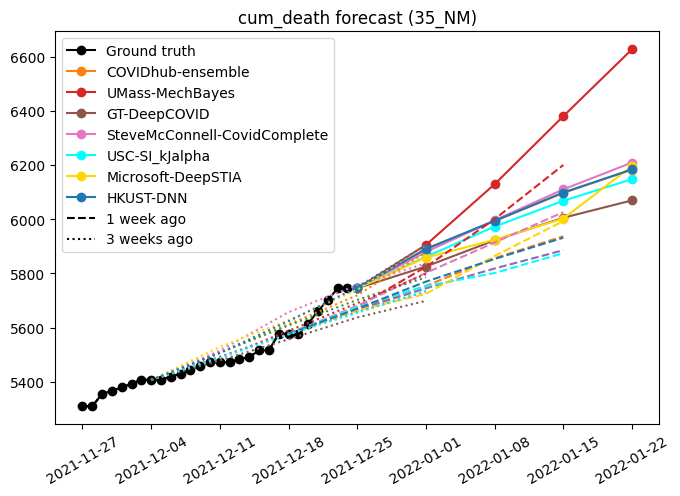 cum_death forecast (35_NM)
6600
6400
6200
6000
5800
5600
5400
Ground truth
COVIDhub-ensemble
UMass-MechBayes
GT-DeepCOVID
SteveMcConnell-CovidComplete
USC-SI_kJalpha
Microsoft-DeepSTIA
HKUST-DNN
1 week ago
3 weeks ago
2021-11-27
2021-12-04
2021-12-11
2021-12-18
2021-12-25
2022-01-01
2022-01-08
2022-01-15
2022-01-22